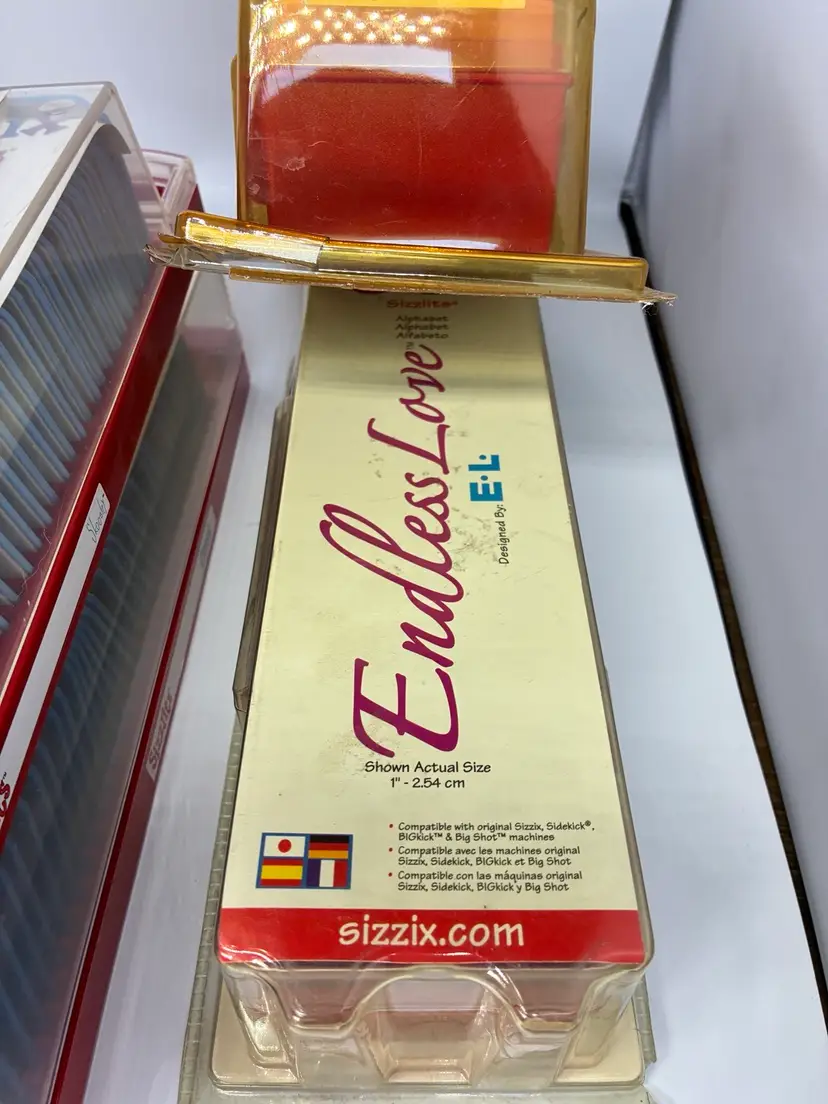 Sizzlits®
Alphabet
Alphabet
Alfabeto
Endless Love™
Designed By: E·L·
Shown Actual Size
1" - 2.54 cm
• Compatible with original Sizzix, Sidekick®,
BIGkick™ & Big Shot™ machines
• Compatible avec les machines original
Sizzix, Sidekick, BIGkick et Big Shot
• Compatible con las máquinas original
Sizzix, Sidekick, BIGkick y Big Shot
sizzix.com
Sizzlits